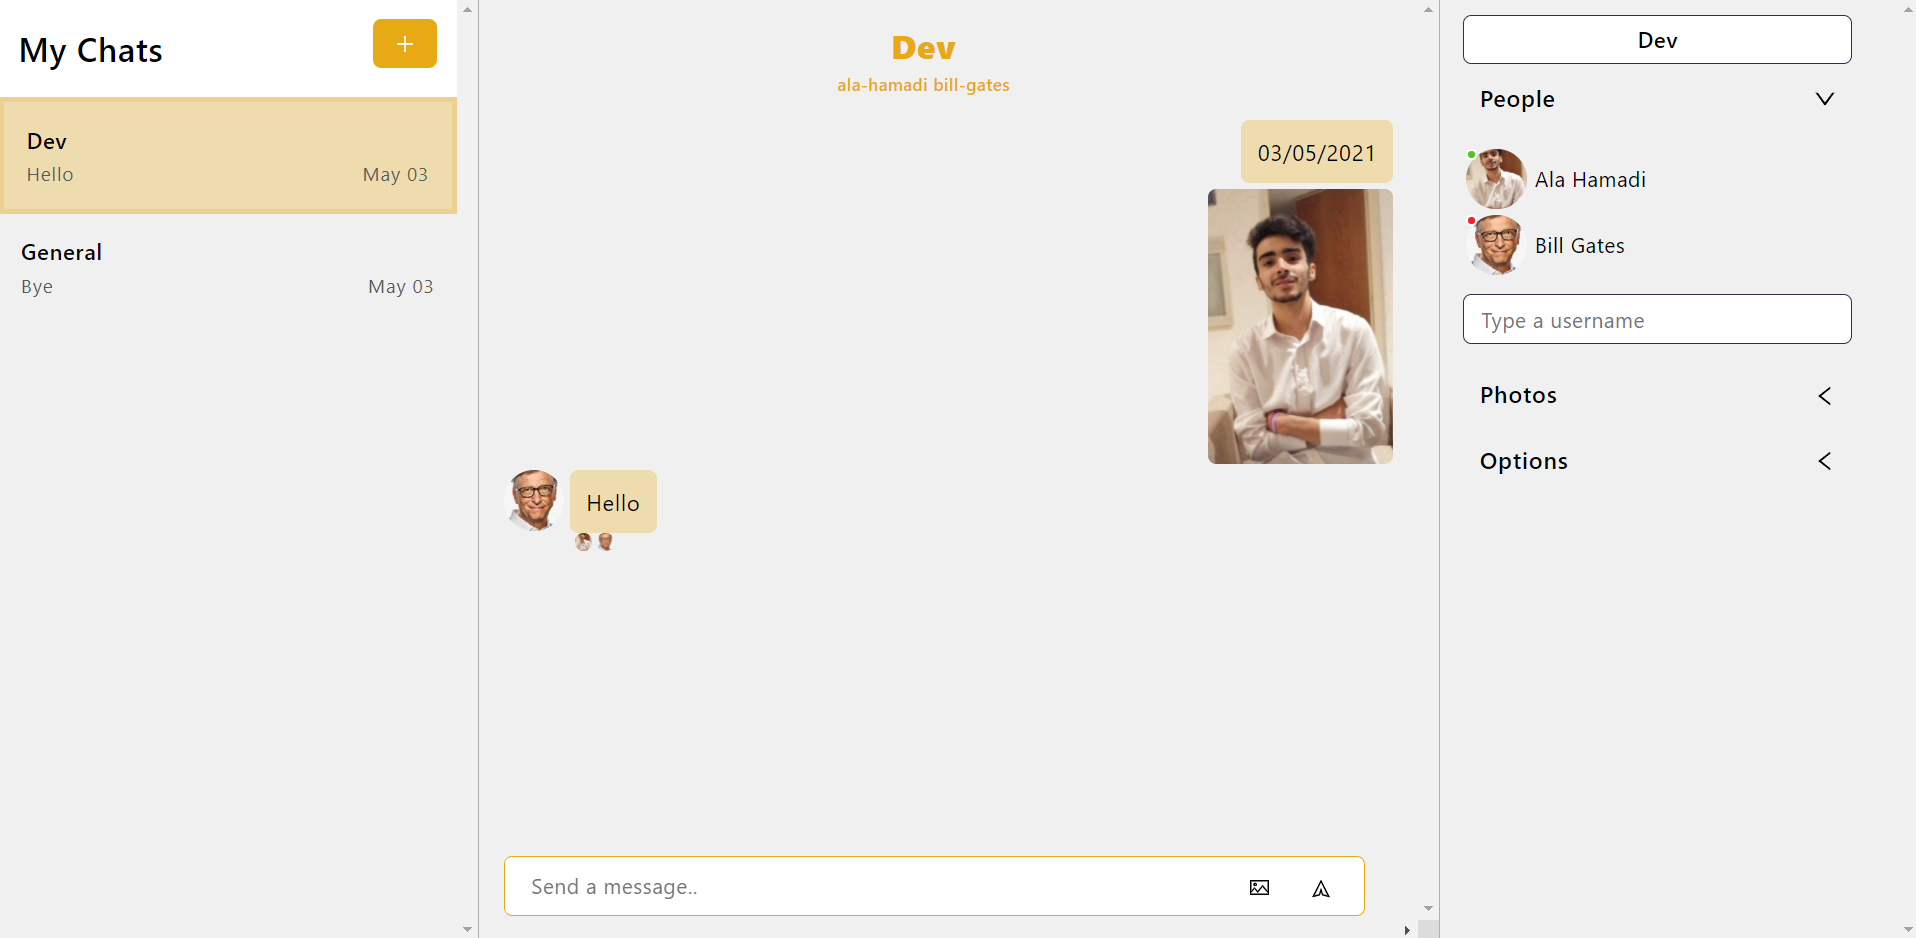 My Chats
+
Dev
Hello
May 03
General
Bye
May 03
Dev
ala-hamadi bill-gates
03/05/2021
Hello
Send a message..
Dev
People
Ala Hamadi
Bill Gates
Type a username
Photos
Options